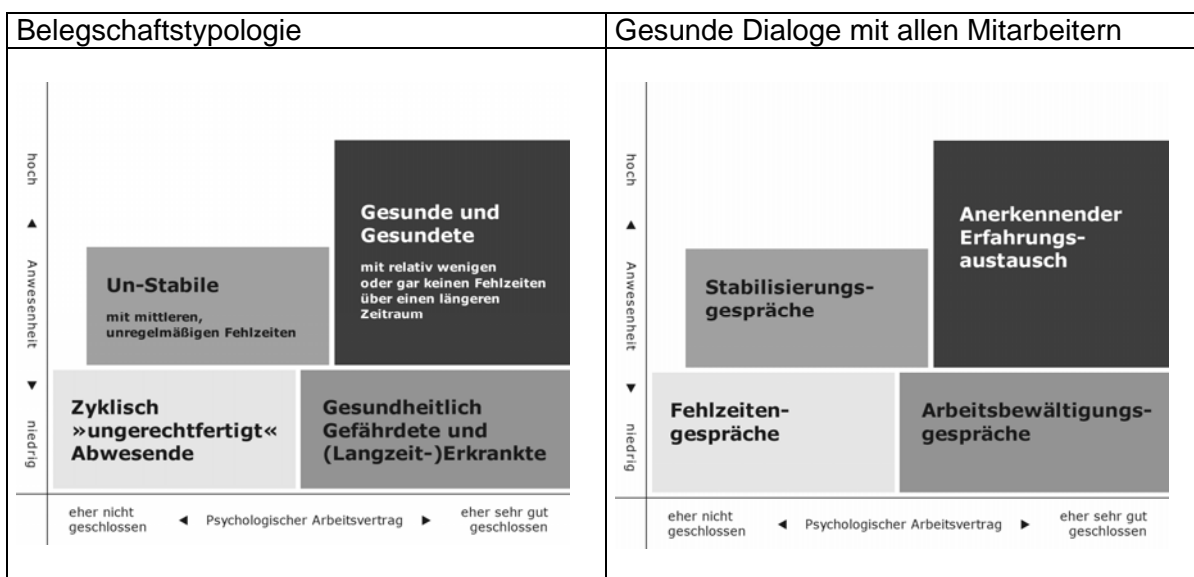 Belegschaftstypologie
Gesunde Dialoge mit allen Mitarbeitern
hoch
▲
Anwesenheit
▼
niedrig
Gesunde und
Gesundete
mit relativ wenigen
oder gar keinen Fehlzeiten
über einen längeren
Zeitraum
Un-Stabile
mit mittleren,
unregelmäßigen Fehlzeiten
Zyklisch
»ungerechtfertigt«
Abwesende
Gesundheitlich
Gefährdete und
(Langzeit-)Erkrankte
eher nicht
geschlossen
◄ Psychologischer Arbeitsvertrag ►
eher sehr gut
geschlossen
hoch
▲
Anwesenheit
▼
niedrig
Anerkennender
Erfahrungs-
austausch
Stabilisierungs-
gespräche
Fehlzeiten-
gespräche
Arbeitsbewältigungs-
gespräche
eher nicht
geschlossen
◄ Psychologischer Arbeitsvertrag ►
eher sehr gut
geschlossen